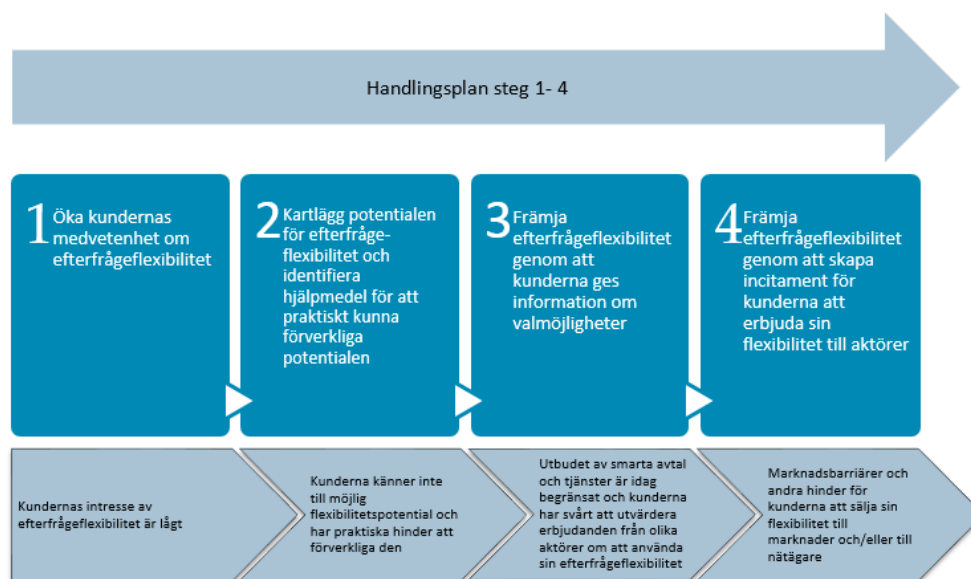 Handlingsplan steg 1- 4
1 Öka kundernas
medvetenhet om
efterfrågeflexibilitet
2 Kartlägg potentialen
för efterfråge-
flexibilitet och
identifiera
hjälpmedel för att
praktiskt kunna
förverkliga
potentialen
3 Främja
efterfrågeflexibilitet
genom att
kunderna ges
information om
valmöjligheter
4 Främja
efterfrågeflexibilitet
genom att skapa
incitament för
kunderna att
erbjuda sin
flexibilitet till aktörer
Kundernas intresse av
efterfrågeflexibilitet är lågt
Kunderna känner inte
till möjlig
flexibilitetspotential och
har praktiska hinder att
förverkliga den
Utbudet av smarta avtal
och tjänster är idag
begränsat och kunderna
har svårt att utvärdera
erbjudanden från olika
aktörer om att använda
sin efterfrågeflexibilitet
Marknadsbarriärer och
andra hinder för
kunderna att sälja sin
flexibilitet till
marknader och/eller till
nätägare